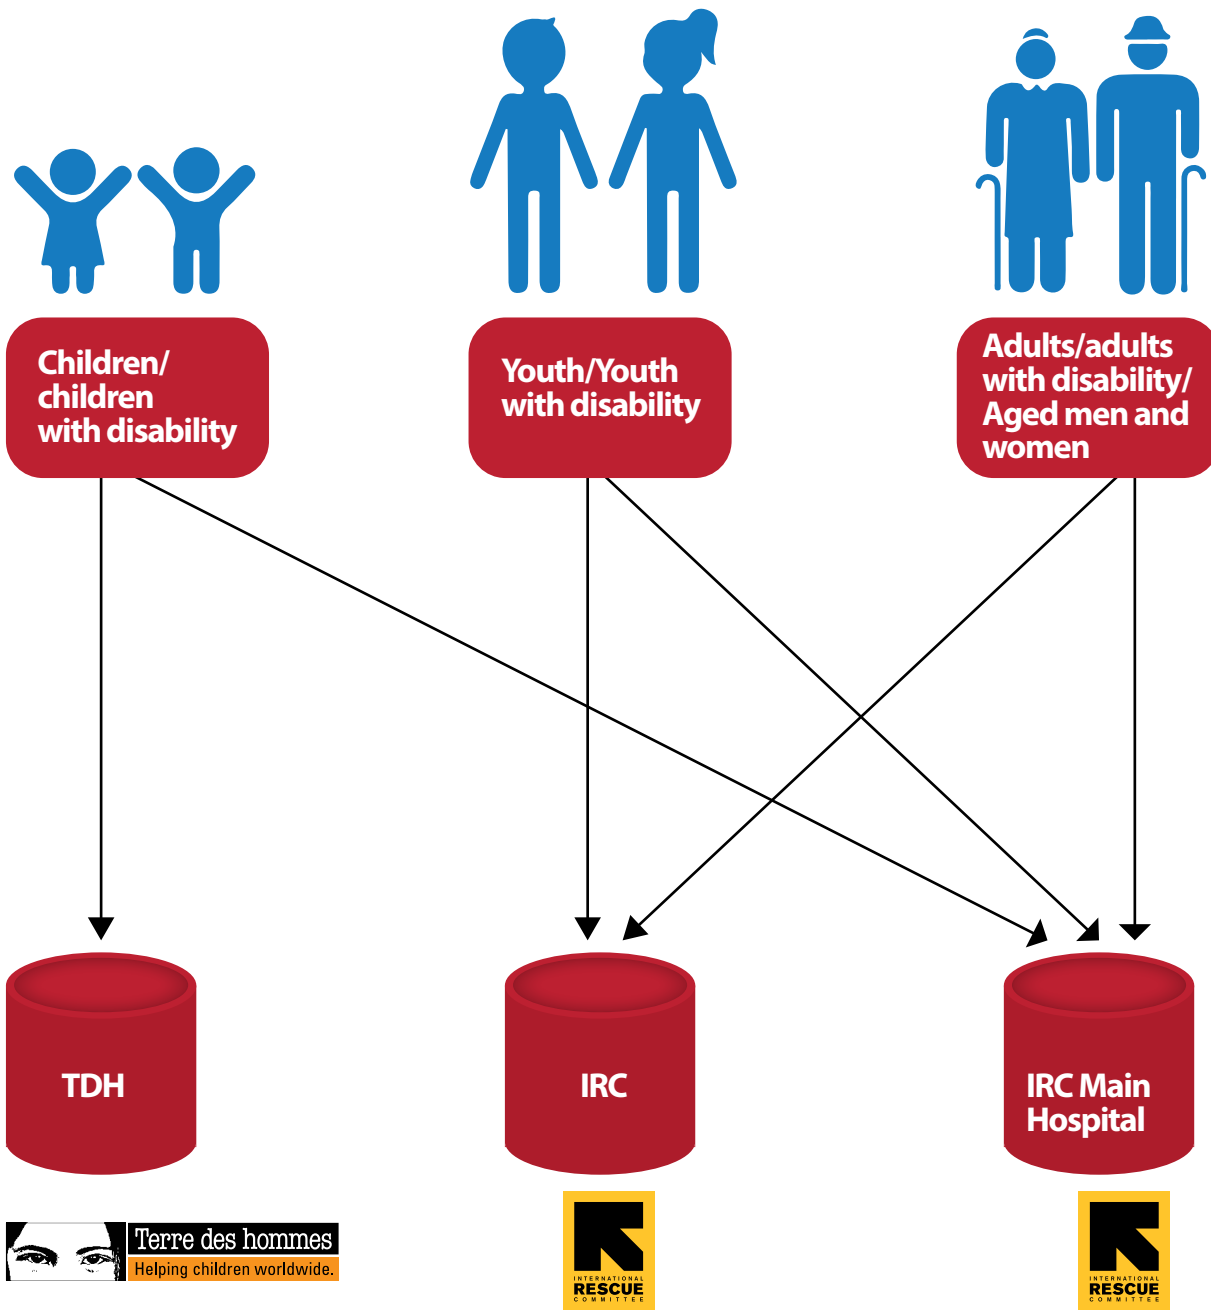 Children/
children
with disability
Youth/Youth
with disability
Adults/adults
with disability/
Aged men and
women
TDH
IRC
IRC Main
Hospital
Terre des hommes
Helping children worldwide.
INTERNATIONAL
RESCUE
COMMITTEE
INTERNATIONAL
RESCUE
COMMITTEE